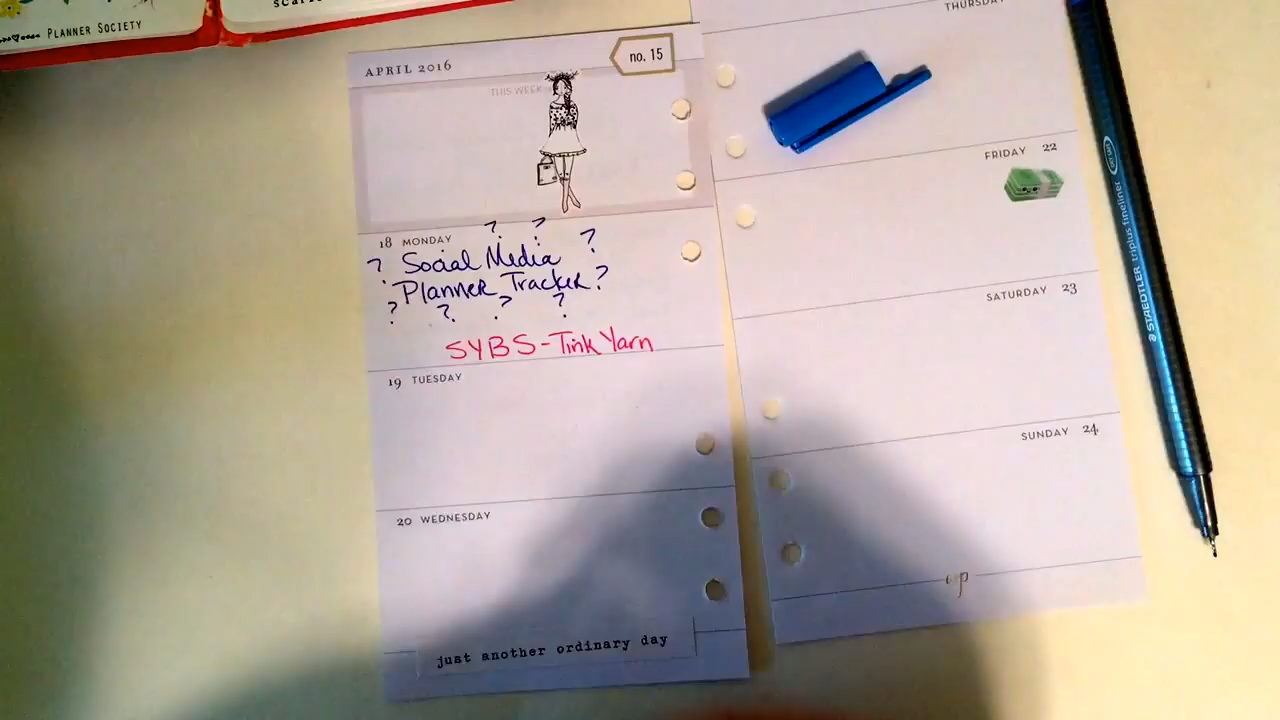 PLANNER SOCIETY
APRIL 2016
no. 15
THIS WEEK
18 MONDAY
? ? ?
? Social Media
Planner Tracker?
? ? ? ?
SYBS-Tink Yarn
19 TUESDAY
20 WEDNESDAY
just another ordinary day
THURSDAY
FRIDAY 22
SATURDAY 23
SUNDAY 24
wp
STAEDTLER triplus fineliner